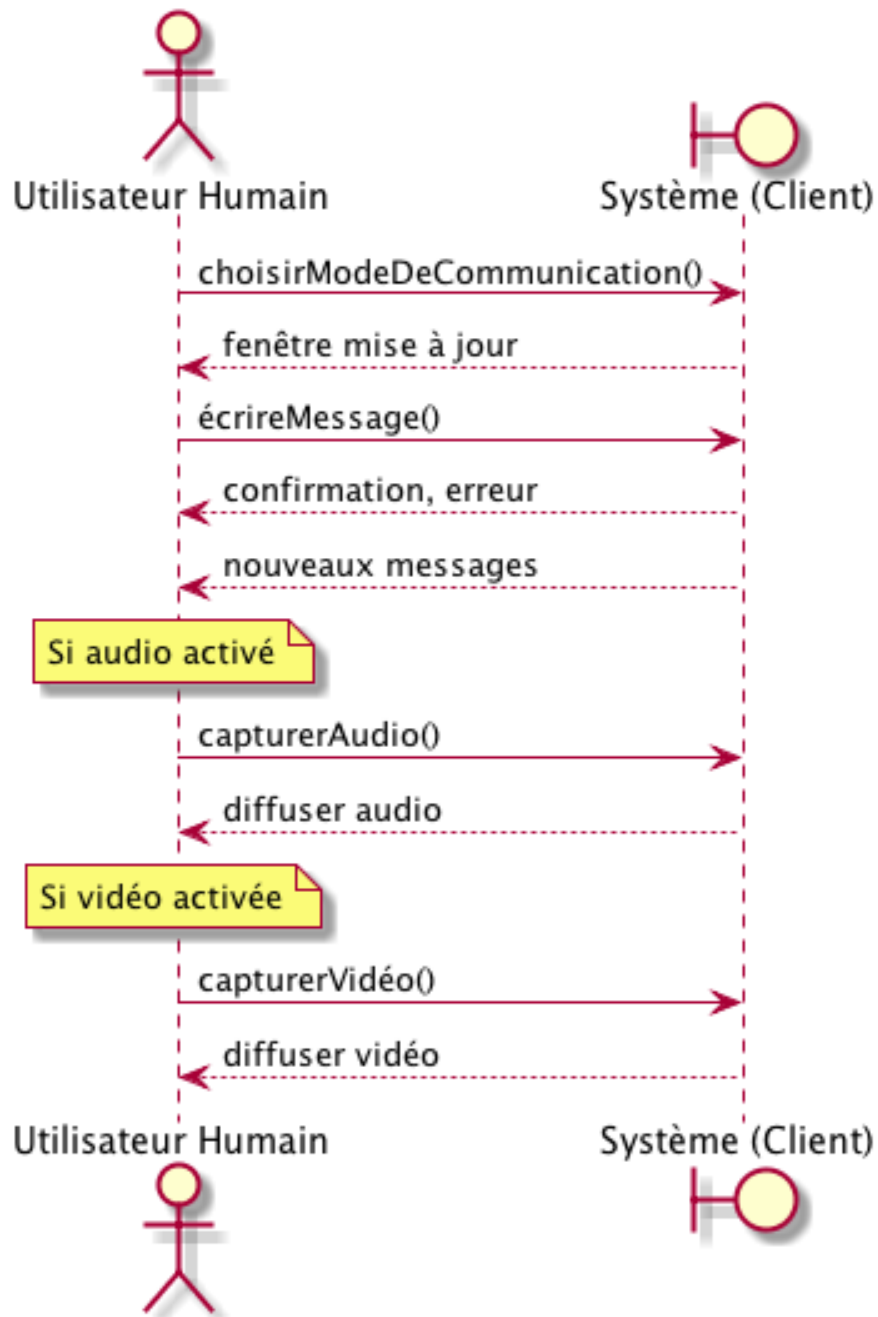 Utilisateur Humain
Système (Client)
choisirModeDeCommunication()
fenêtre mise à jour
écrireMessage()
confirmation, erreur
nouveaux messages
Si audio activé
capturerAudio()
diffuser audio
Si vidéo activée
capturerVidéo()
diffuser vidéo
Utilisateur Humain
Système (Client)